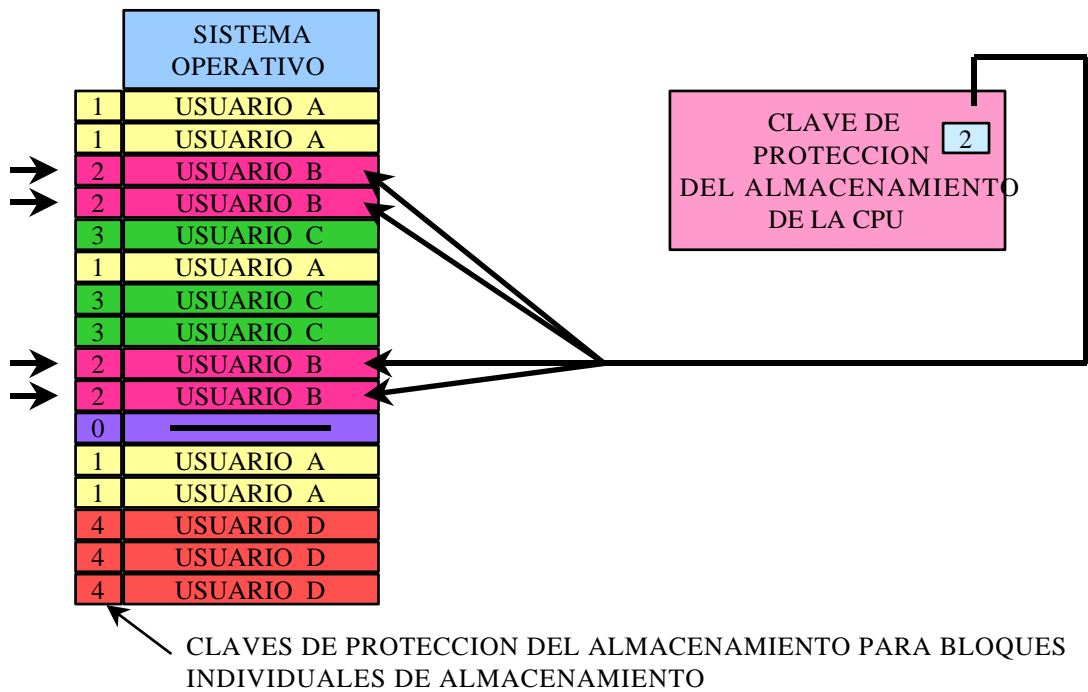 SISTEMA
OPERATIVO
1 USUARIO A
1 USUARIO A
2 USUARIO B
2 USUARIO B
3 USUARIO C
1 USUARIO A
3 USUARIO C
3 USUARIO C
2 USUARIO B
2 USUARIO B
0
1 USUARIO A
1 USUARIO A
4 USUARIO D
4 USUARIO D
4 USUARIO D
CLAVE DE
2
PROTECCION
DEL ALMACENAMIENTO
DE LA CPU
CLAVES DE PROTECCION DEL ALMACENAMIENTO PARA BLOQUES
INDIVIDUALES DE ALMACENAMIENTO